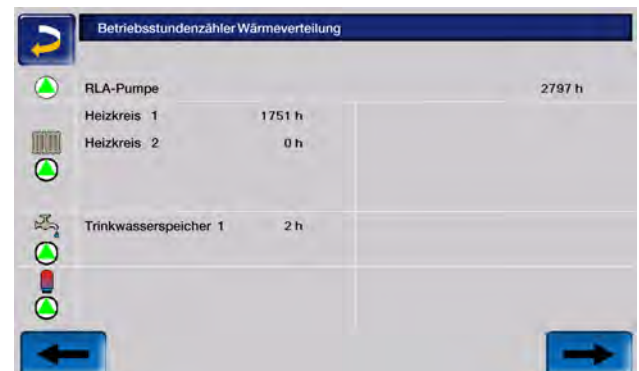 Betriebsstundenzähler Wärmeverteilung
RLA-Pumpe 2797 h
Heizkreis 1 1751 h
Heizkreis 2 0 h
Trinkwasserspeicher 1 2 h